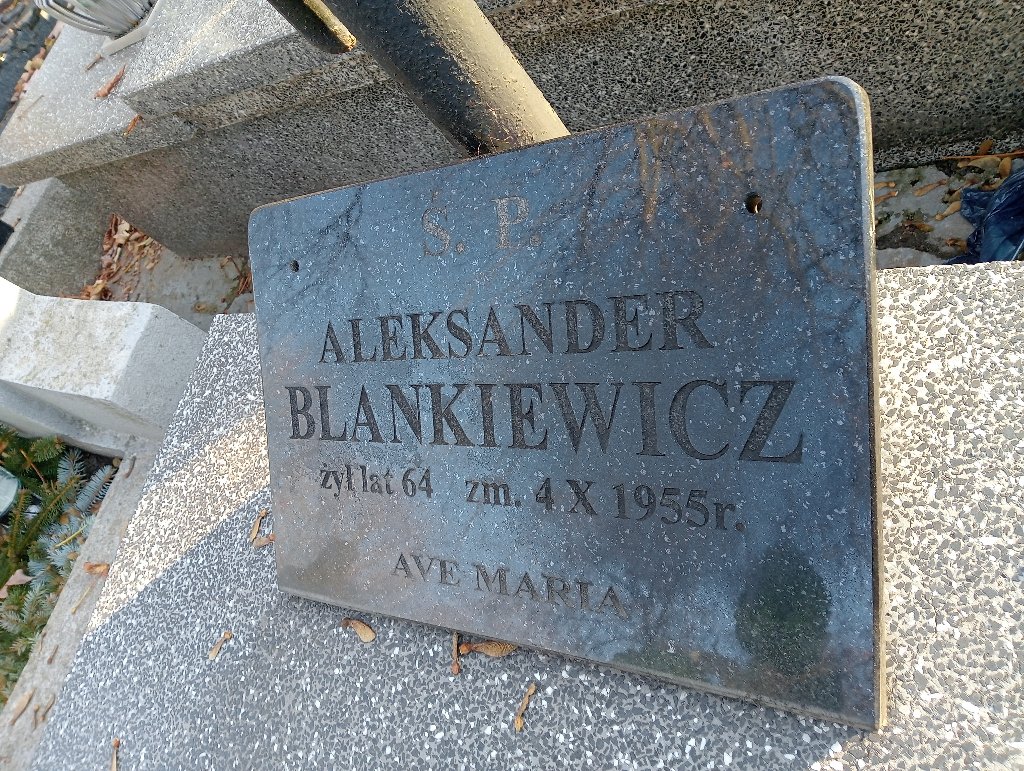 Ś. P.
ALEKSANDER
BLANKIEWICZ
żył lat 64 zm. 4 X 1955r.
AVE MARIA